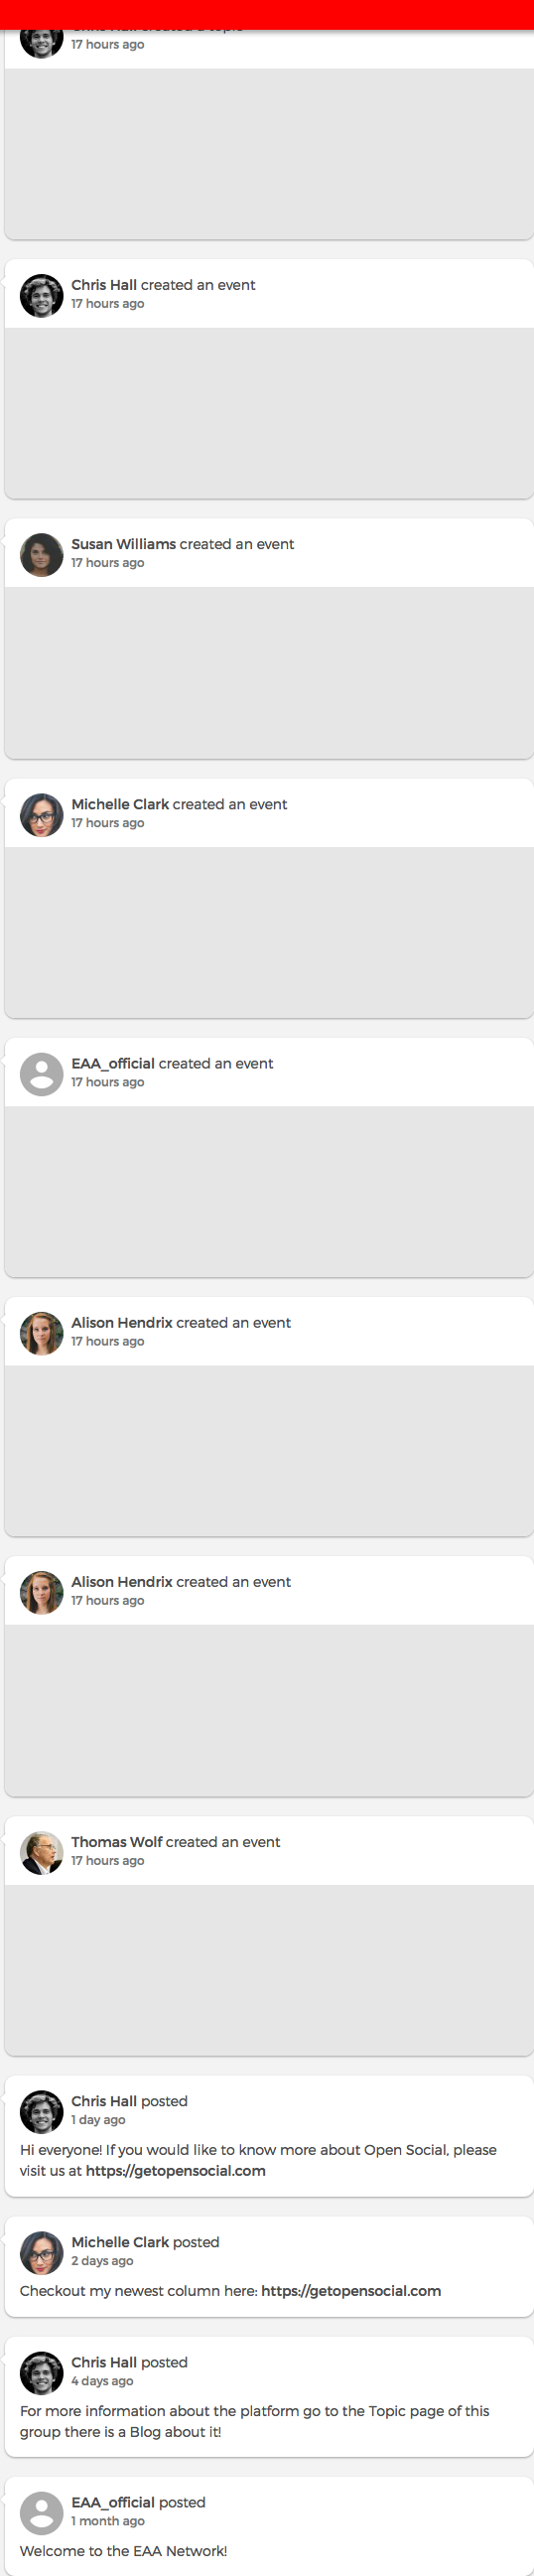 Chris Hall created a topic
17 hours ago
Chris Hall created an event
17 hours ago
Susan Williams created an event
17 hours ago
Michelle Clark created an event
17 hours ago
EAA_official created an event
17 hours ago
Alison Hendrix created an event
17 hours ago
Alison Hendrix created an event
17 hours ago
Thomas Wolf created an event
17 hours ago
Chris Hall posted
1 day ago
Hi everyone! If you would like to know more about Open Social, please
visit us at https://getopensocial.com
Michelle Clark posted
2 days ago
Checkout my newest column here: https://getopensocial.com
Chris Hall posted
4 days ago
For more information about the platform go to the Topic page of this
group there is a Blog about it!
EAA_official posted
1 month ago
Welcome to the EAA Network!